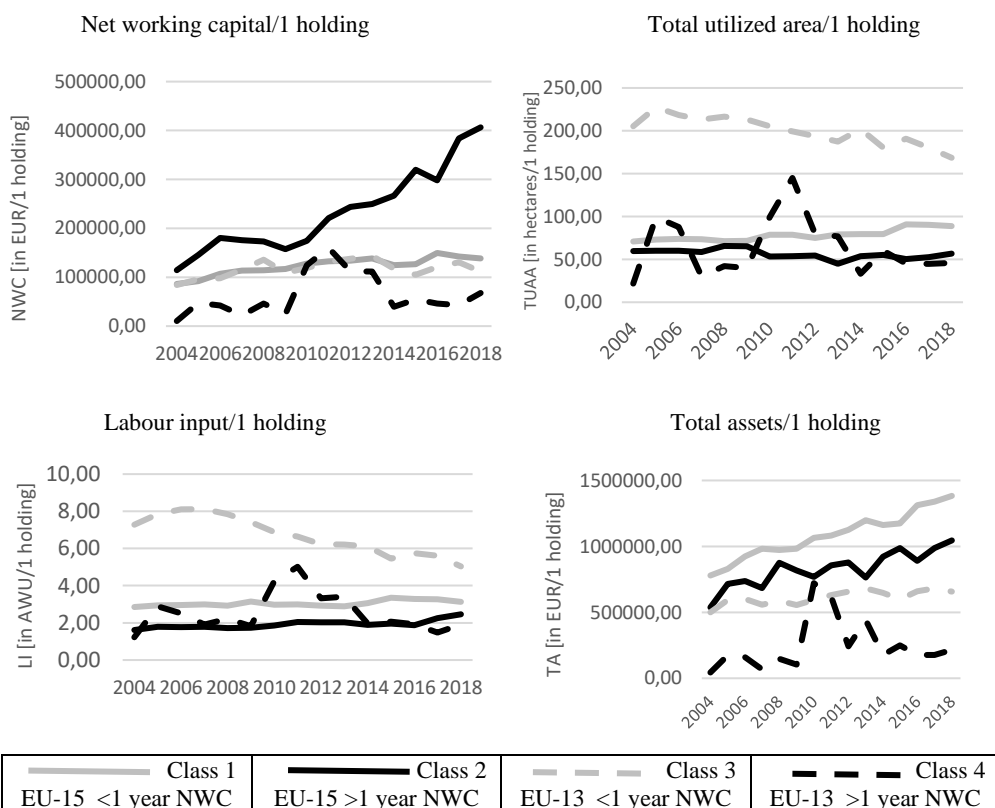 Net working capital/1 holding
NWC [in EUR/1 holding]
500000,00
400000,00
300000,00
200000,00
100000,00
0,00
2004 2006 2008 2010 2012 2014 2016 2018
Total utilized area/1 holding
TUAA [in hectares/1 holding]
250,00
200,00
150,00
100,00
50,00
0,00
2004 2006 2008 2010 2012 2014 2016 2018
Labour input/1 holding
LI [in AWU/1 holding]
10,00
8,00
6,00
4,00
2,00
0,00
2004 2006 2008 2010 2012 2014 2016 2018
Total assets/1 holding
TA [in EUR/1 holding]
1500000,00
1000000,00
500000,00
0,00
2004 2006 2008 2010 2012 2014 2016 2018
Class 1
EU-15 <1 year NWC
Class 2
EU-15 >1 year NWC
Class 3
EU-13 <1 year NWC
Class 4
EU-13 >1 year NWC